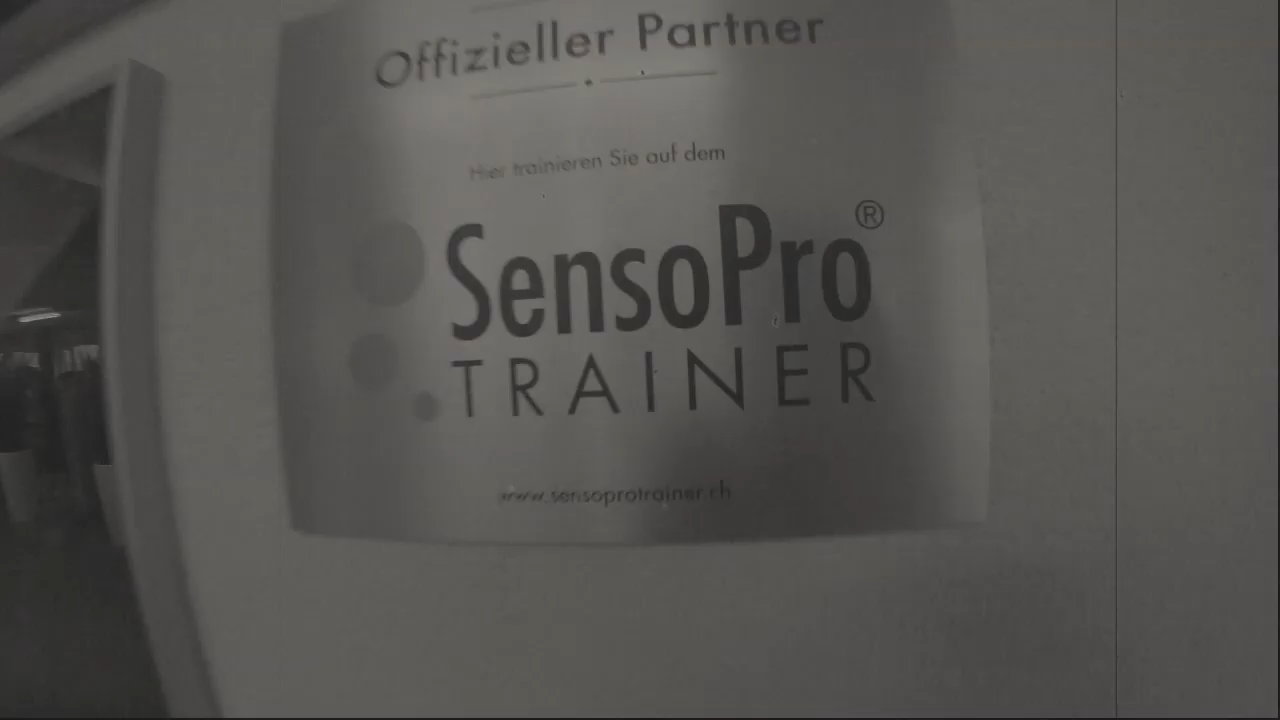 Offizieller Partner
Hier trainieren Sie auf dem
SensoPro®
TRAINER
www.sensoprotrainer.ch